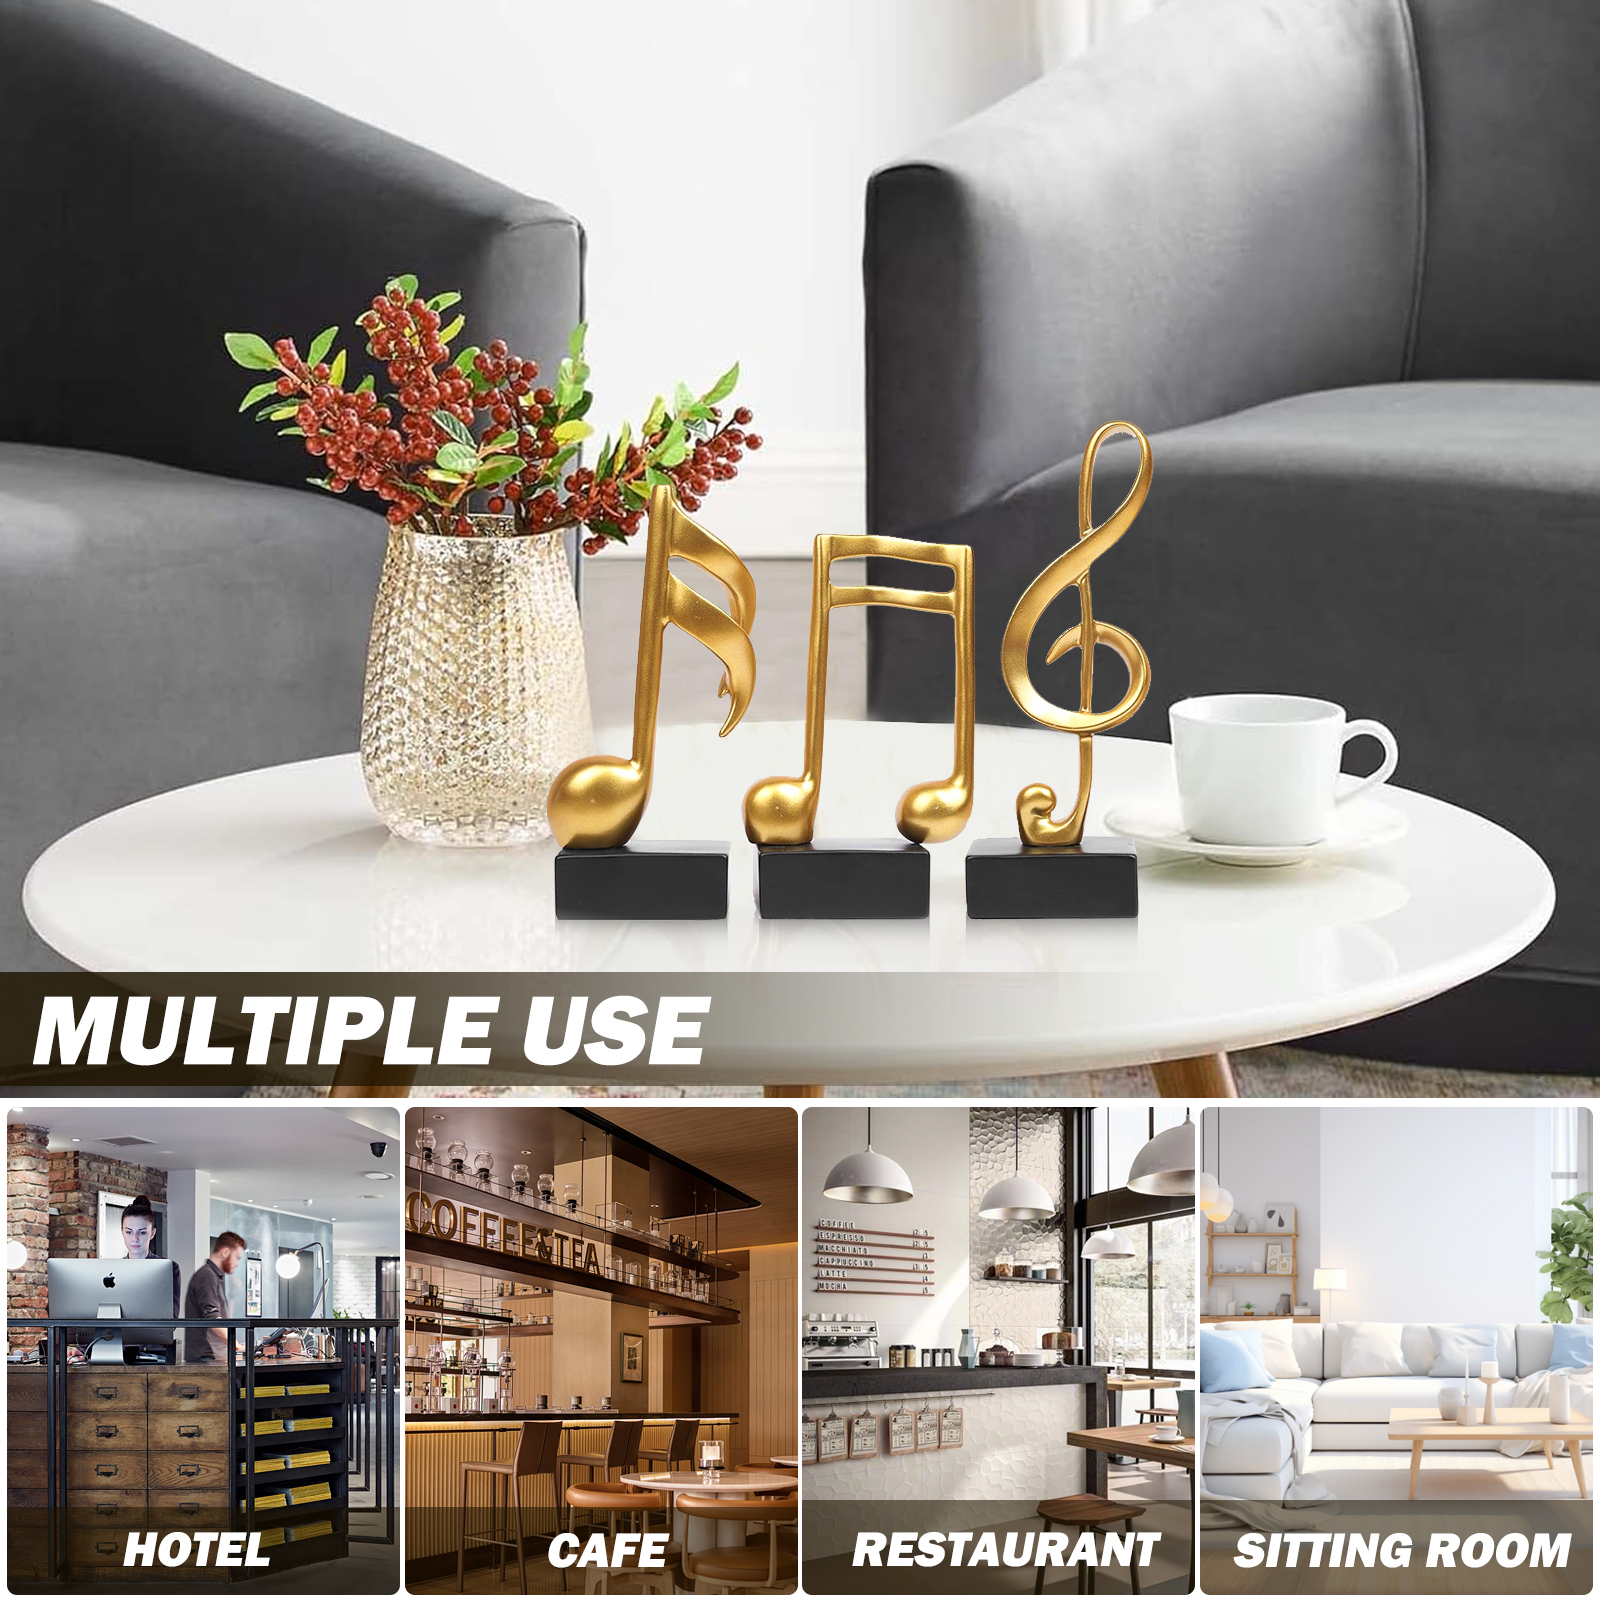 MULTIPLE USE
COFFEE&TEA
COFFEE
ESPRESSO
MACCHIATO
CAPPUCCINO
LATTE
MOCHA
HOTEL
CAFE
RESTAURANT
SITTING ROOM